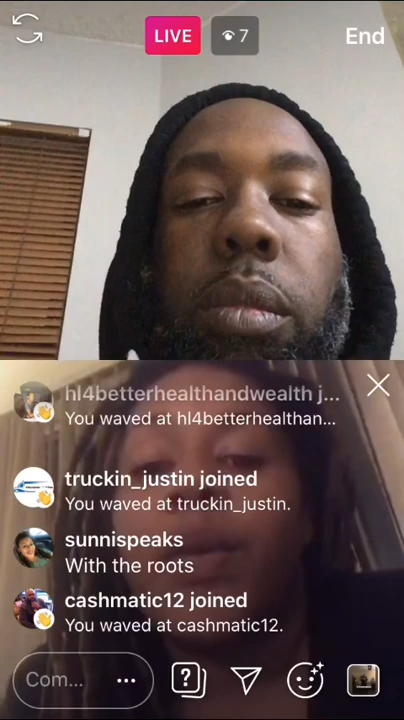 LIVE
7
End
hl4betterhealthandwealth j...
You waved at hl4betterhealthan...
truckin_justin joined
You waved at truckin_justin.
sunnispeaks
With the roots
cashmatic12 joined
You waved at cashmatic12.
Com...